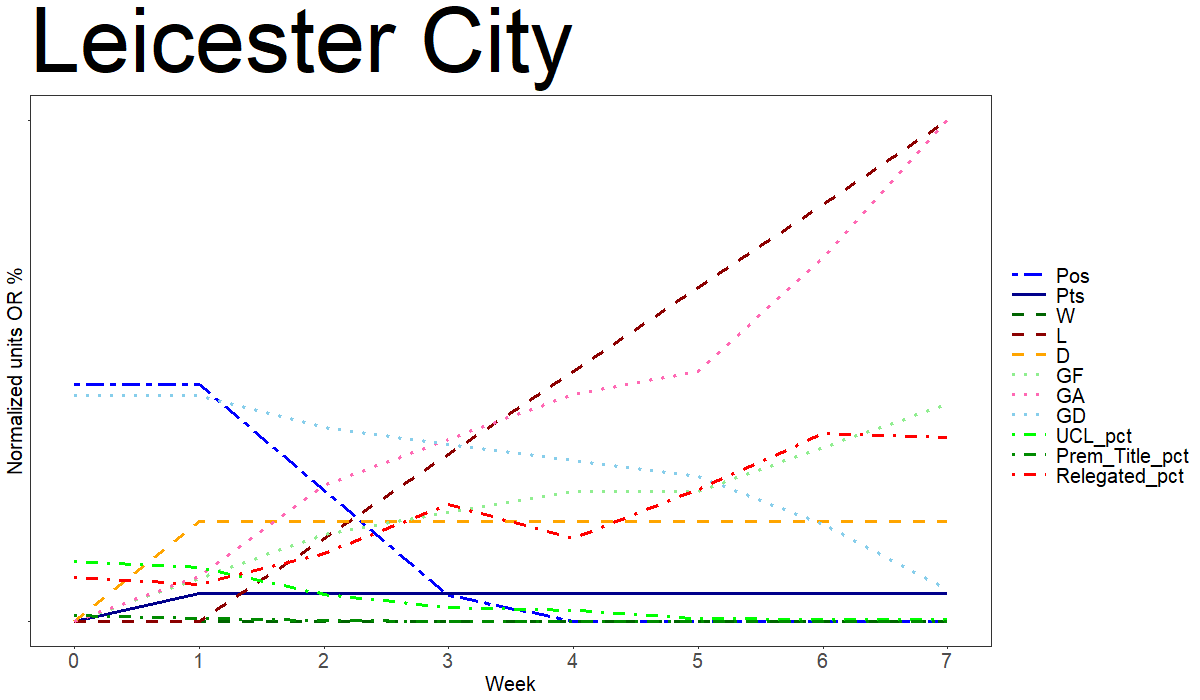 Leicester City
Normalized units OR %
Pos
Pts
W
L
D
GF
GA
GD
UCL_pct
Prem_Title_pct
Relegated_pct
0 1 2 3 4 5 6 7
Week